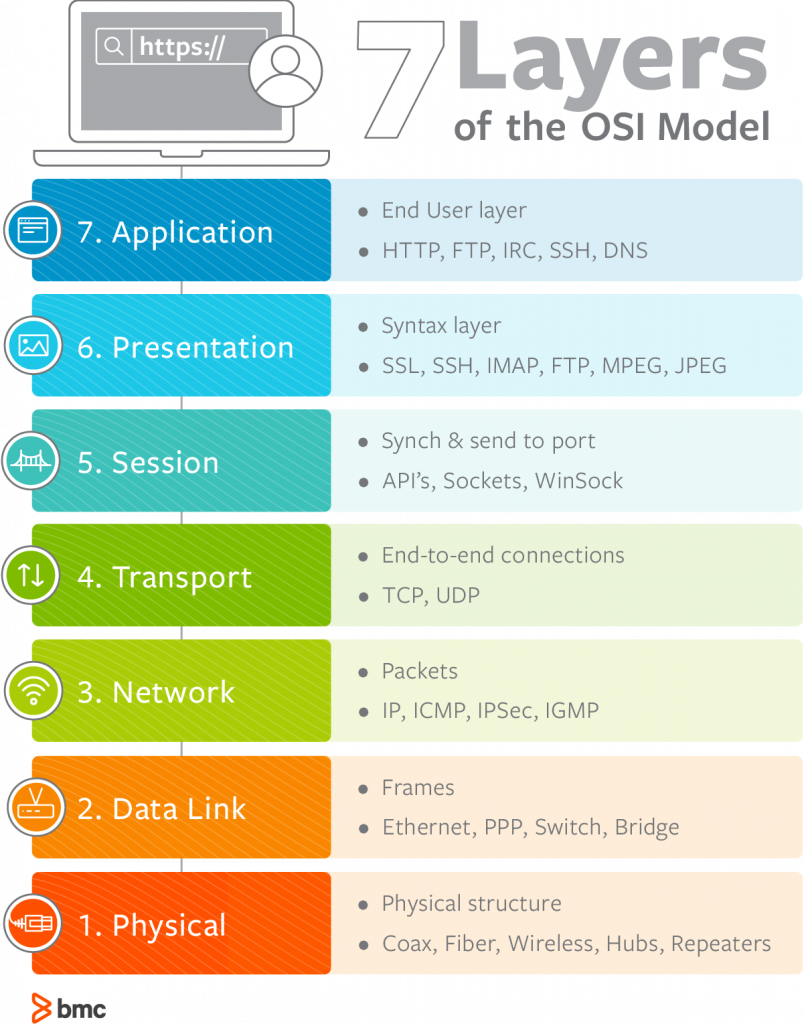 https://
7 Layers
of the OSI Model
7. Application
• End User layer
• HTTP, FTP, IRC, SSH, DNS
6. Presentation
• Syntax layer
• SSL, SSH, IMAP, FTP, MPEG, JPEG
5. Session
• Synch & send to port
• API's, Sockets, WinSock
4. Transport
• End-to-end connections
• TCP, UDP
3. Network
• Packets
• IP, ICMP, IPSec, IGMP
2. Data Link
• Frames
• Ethernet, PPP, Switch, Bridge
1. Physical
• Physical structure
• Coax, Fiber, Wireless, Hubs, Repeaters
bmc